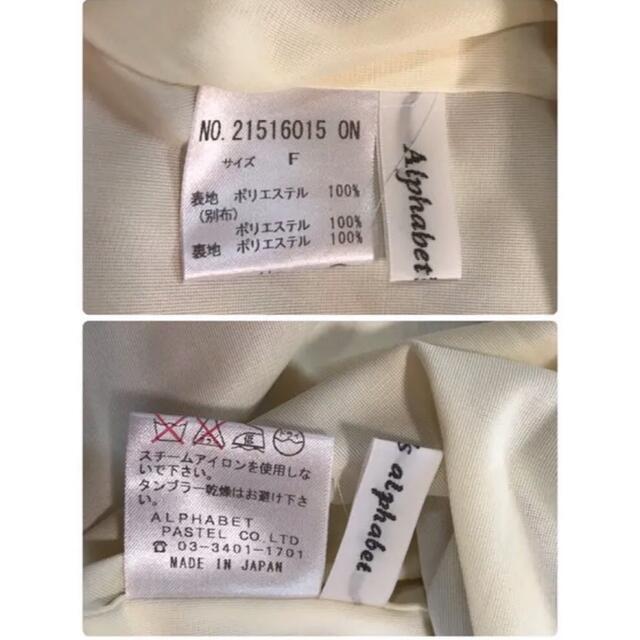 NO. 21516015 ON
サイズ F
表地 ポリエステル 100%
(別布)
ポリエステル 100%
裏地 ポリエステル 100%
Alphabet
ドライ
スチームアイロンを使用しな
いで下さい。
タンブラー乾燥はお避け下さ
い。
ALPHABET
PASTEL CO.,LTD
☎ 03-3401-1701
MADE IN JAPAN
's alphabet